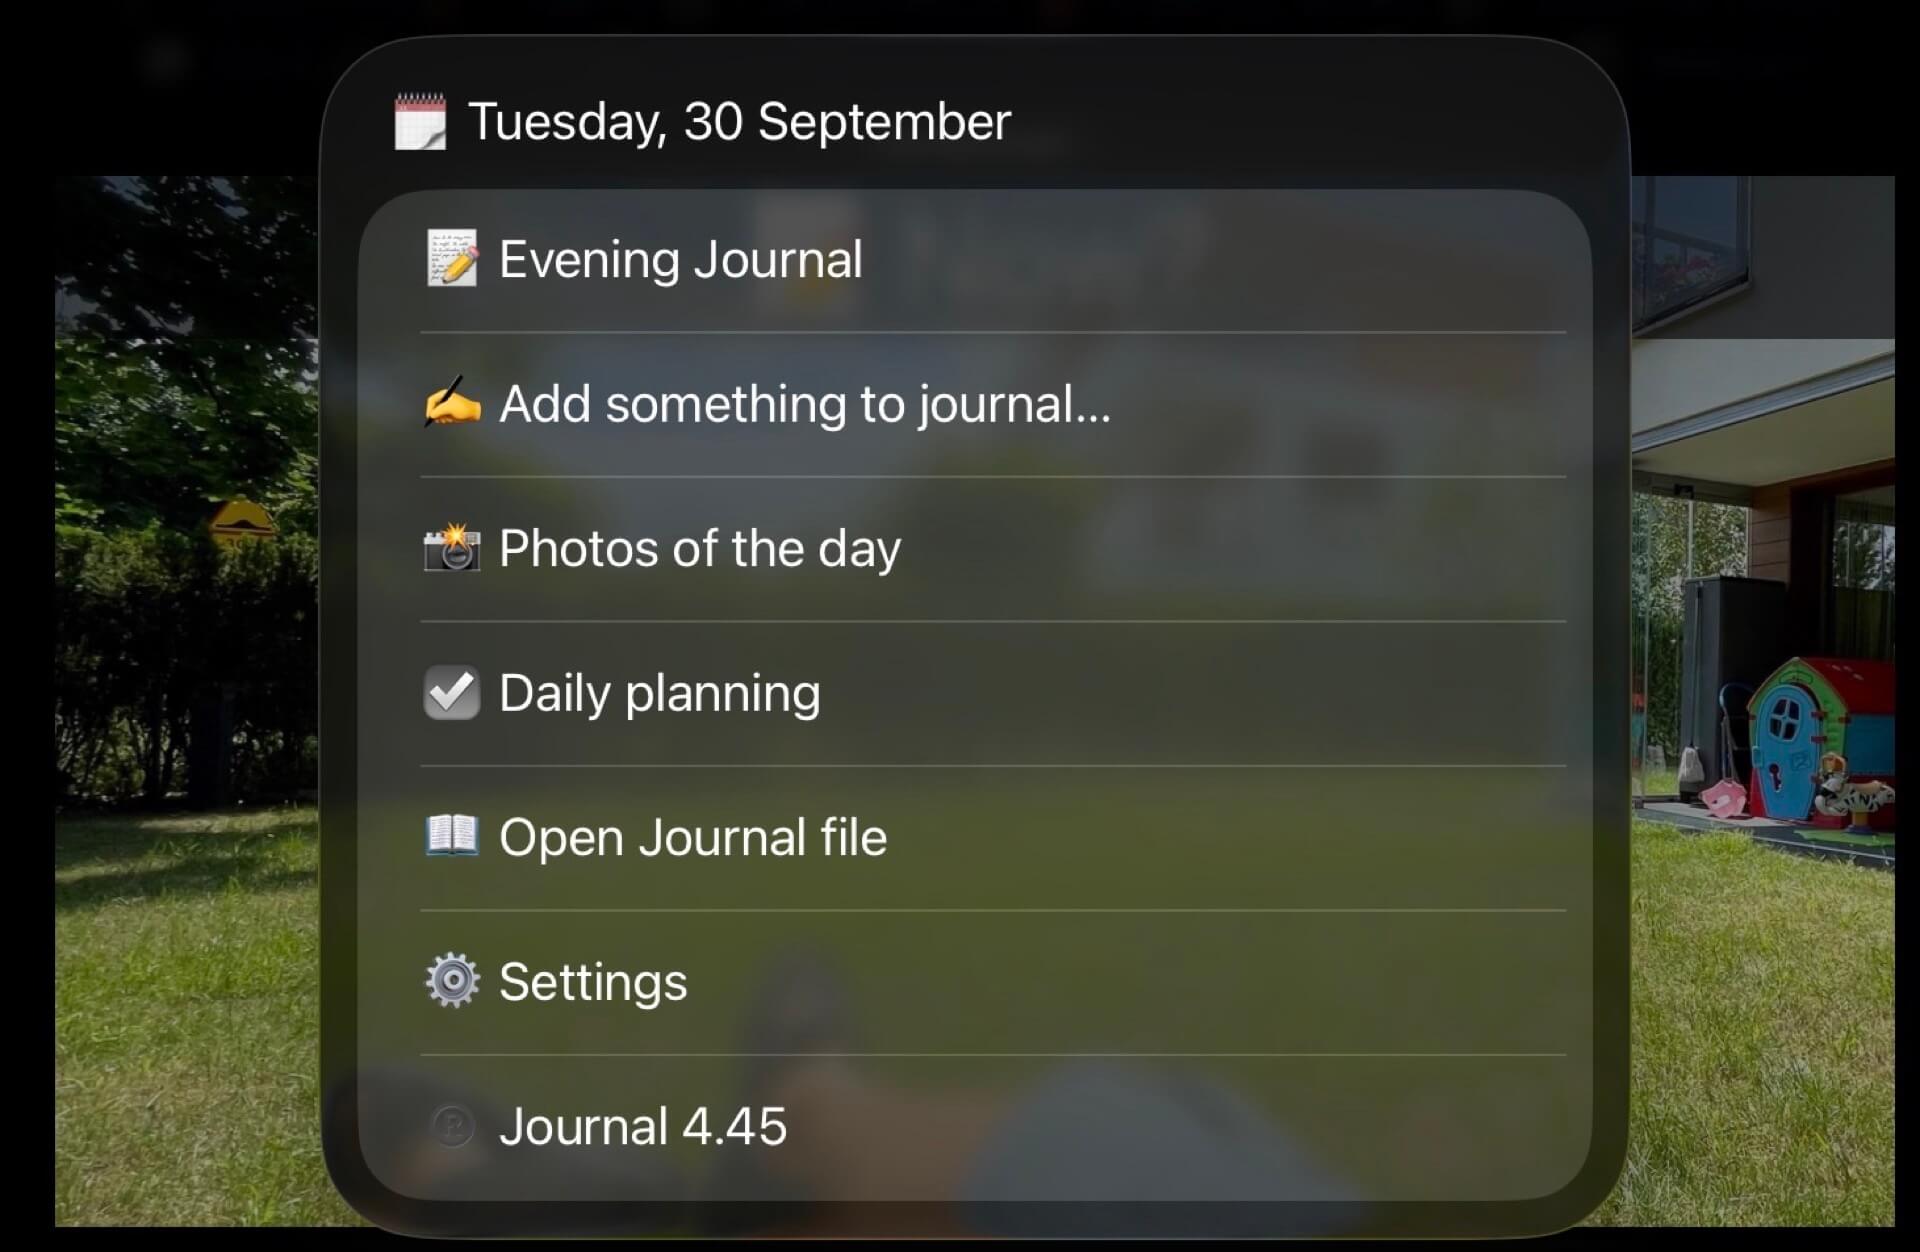 Tuesday, 30 September
Evening Journal
Add something to journal...
Photos of the day
Daily planning
Open Journal file
Settings
Journal 4.45